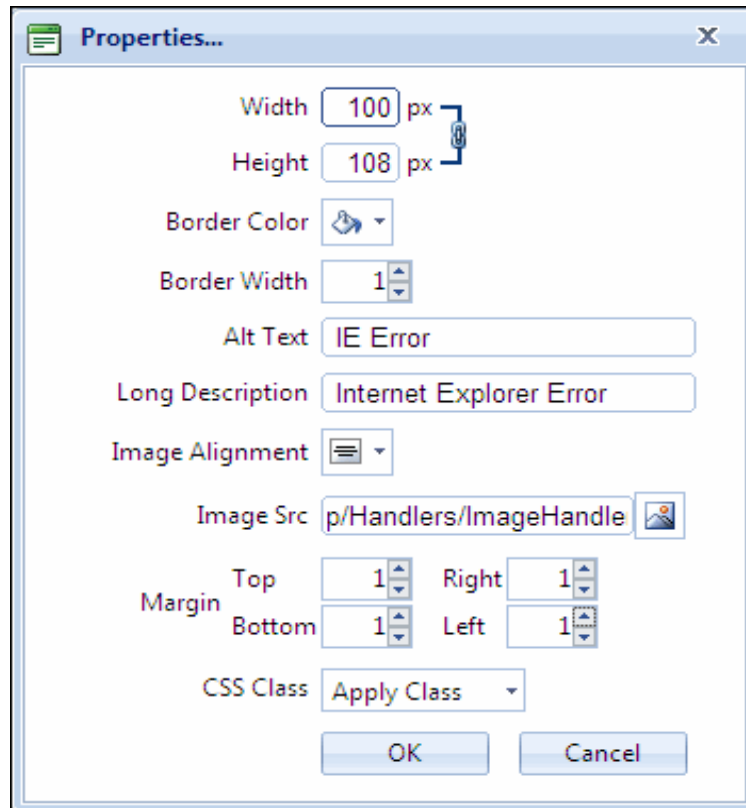 Properties...
Width 100 px
Height 108 px
Border Color
Border Width 1
Alt Text IE Error
Long Description Internet Explorer Error
Image Alignment
Image Src p/Handlers/ImageHandle
Margin
Top 1 Right 1
Bottom 1 Left 1
CSS Class Apply Class
OK Cancel